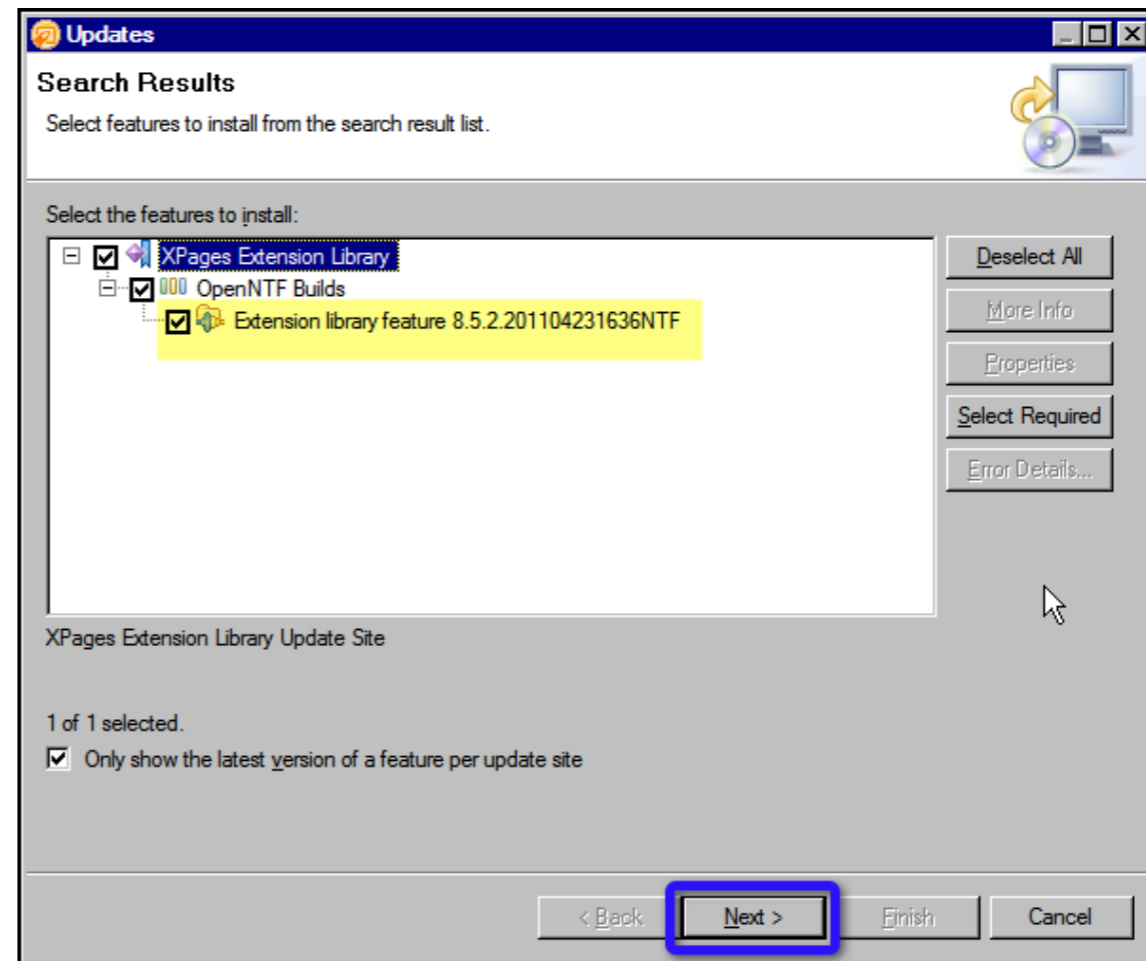 Updates
Search Results
Select features to install from the search result list.
Select the features to install:
XPages Extension Library
OpenNTF Builds
Extension library feature 8.5.2.201104231636NTF
Deselect All
More Info
Properties
Select Required
Error Details...
XPages Extension Library Update Site
1 of 1 selected.
Only show the latest version of a feature per update site
< Back
Next >
Finish
Cancel